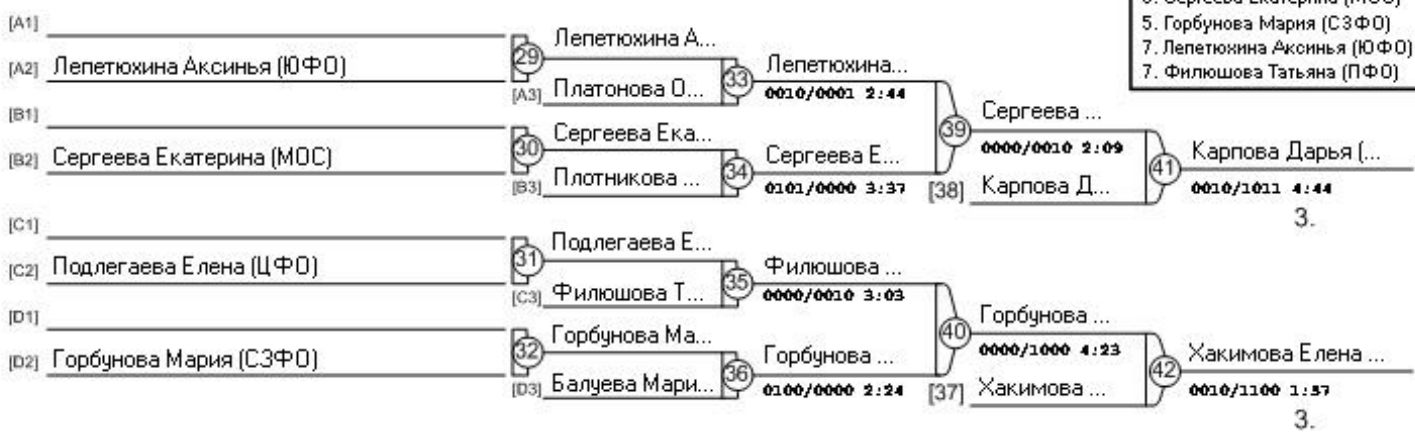 5. Сергеева Екатерина (МОС)
5. Горбунова Мария (СЗФО)
7. Лепетюхина Аксинья (ЮФО)
7. Филюшова Татьяна (ПФО)
[A1]
[A2] Лепетюхина Аксинья (ЮФО)
29
Лепетюхина А...
[A3] Платонова О...
33
Лепетюхина...
0010/0001 2:44
[B1]
[B2] Сергеева Екатерина (МОС)
30
Сергеева Ека...
[B3] Плотникова ...
34
Сергеева Е...
0101/0000 3:37
39
Сергеева ...
0000/0010 2:09
[38] Карпова Д...
41
Карпова Дарья (...
0010/1011 4:44
3.
[C1]
[C2] Подлегаева Елена (ЦФО)
31
Подлегаева Е...
[C3] Филюшова Т...
35
Филюшова ...
0000/0010 3:03
[D1]
[D2] Горбунова Мария (СЗФО)
32
Горбунова Ма...
[D3] Балуева Мари...
36
Горбунова ...
0100/0000 2:24
40
Горбунова ...
0000/1000 4:23
[37] Хакимова ...
42
Хакимова Елена ...
0010/1100 1:57
3.